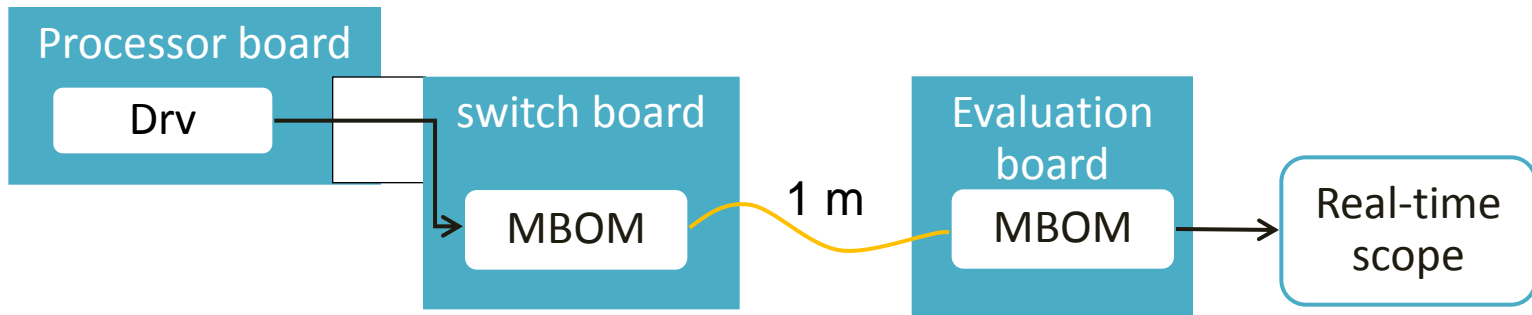 Processor board
Drv
switch board
MBOM
1 m
Evaluation
board
MBOM
Real-time
scope